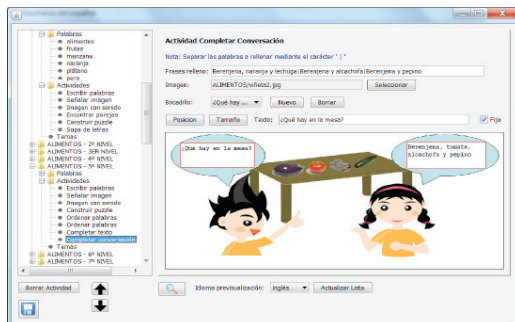 Palabras
alimentos
frutas
manzana
naranja
plátano
pera
Actividades
Escribir palabras
Señalar imagen
Imagen con sonido
Encontrar parejas
Construir puzzle
Sopa de letras
Temas
ALIMENTOS - 2º NIVEL
ALIMENTOS - 3ER NIVEL
ALIMENTOS - 4º NIVEL
ALIMENTOS - 5º NIVEL
Palabras
Actividades
Escribir palabras
Señalar imagen
Imagen con sonido
Construir puzzle
Ordenar palabras
Ordenar palabras
Completar texto
Completar conversación
Temas
ALIMENTOS - 6º NIVEL
ALIMENTOS - 7º NIVEL
Borrar Actividad
Actividad Completar Conversación
Nota: Separar las palabras a rellenar mediante el carácter ' | '
Frases relleno: Berenjena, naranja y lechuga|Berenjena y alcachofa|Berenjena y pepino
Imagen: ALIMENTOS/viñeta2.jpg Seleccionar
Bocadillo: ¿Qué hay ... Nuevo Borrar
Posicion Tamaño Texto: ¿Qué hay en la mesa? Fija
¿Qué hay en la mesa?
Berenjena, tomate,
alcachofa y pepino
Idioma previsualización: inglés Actualizar Lista